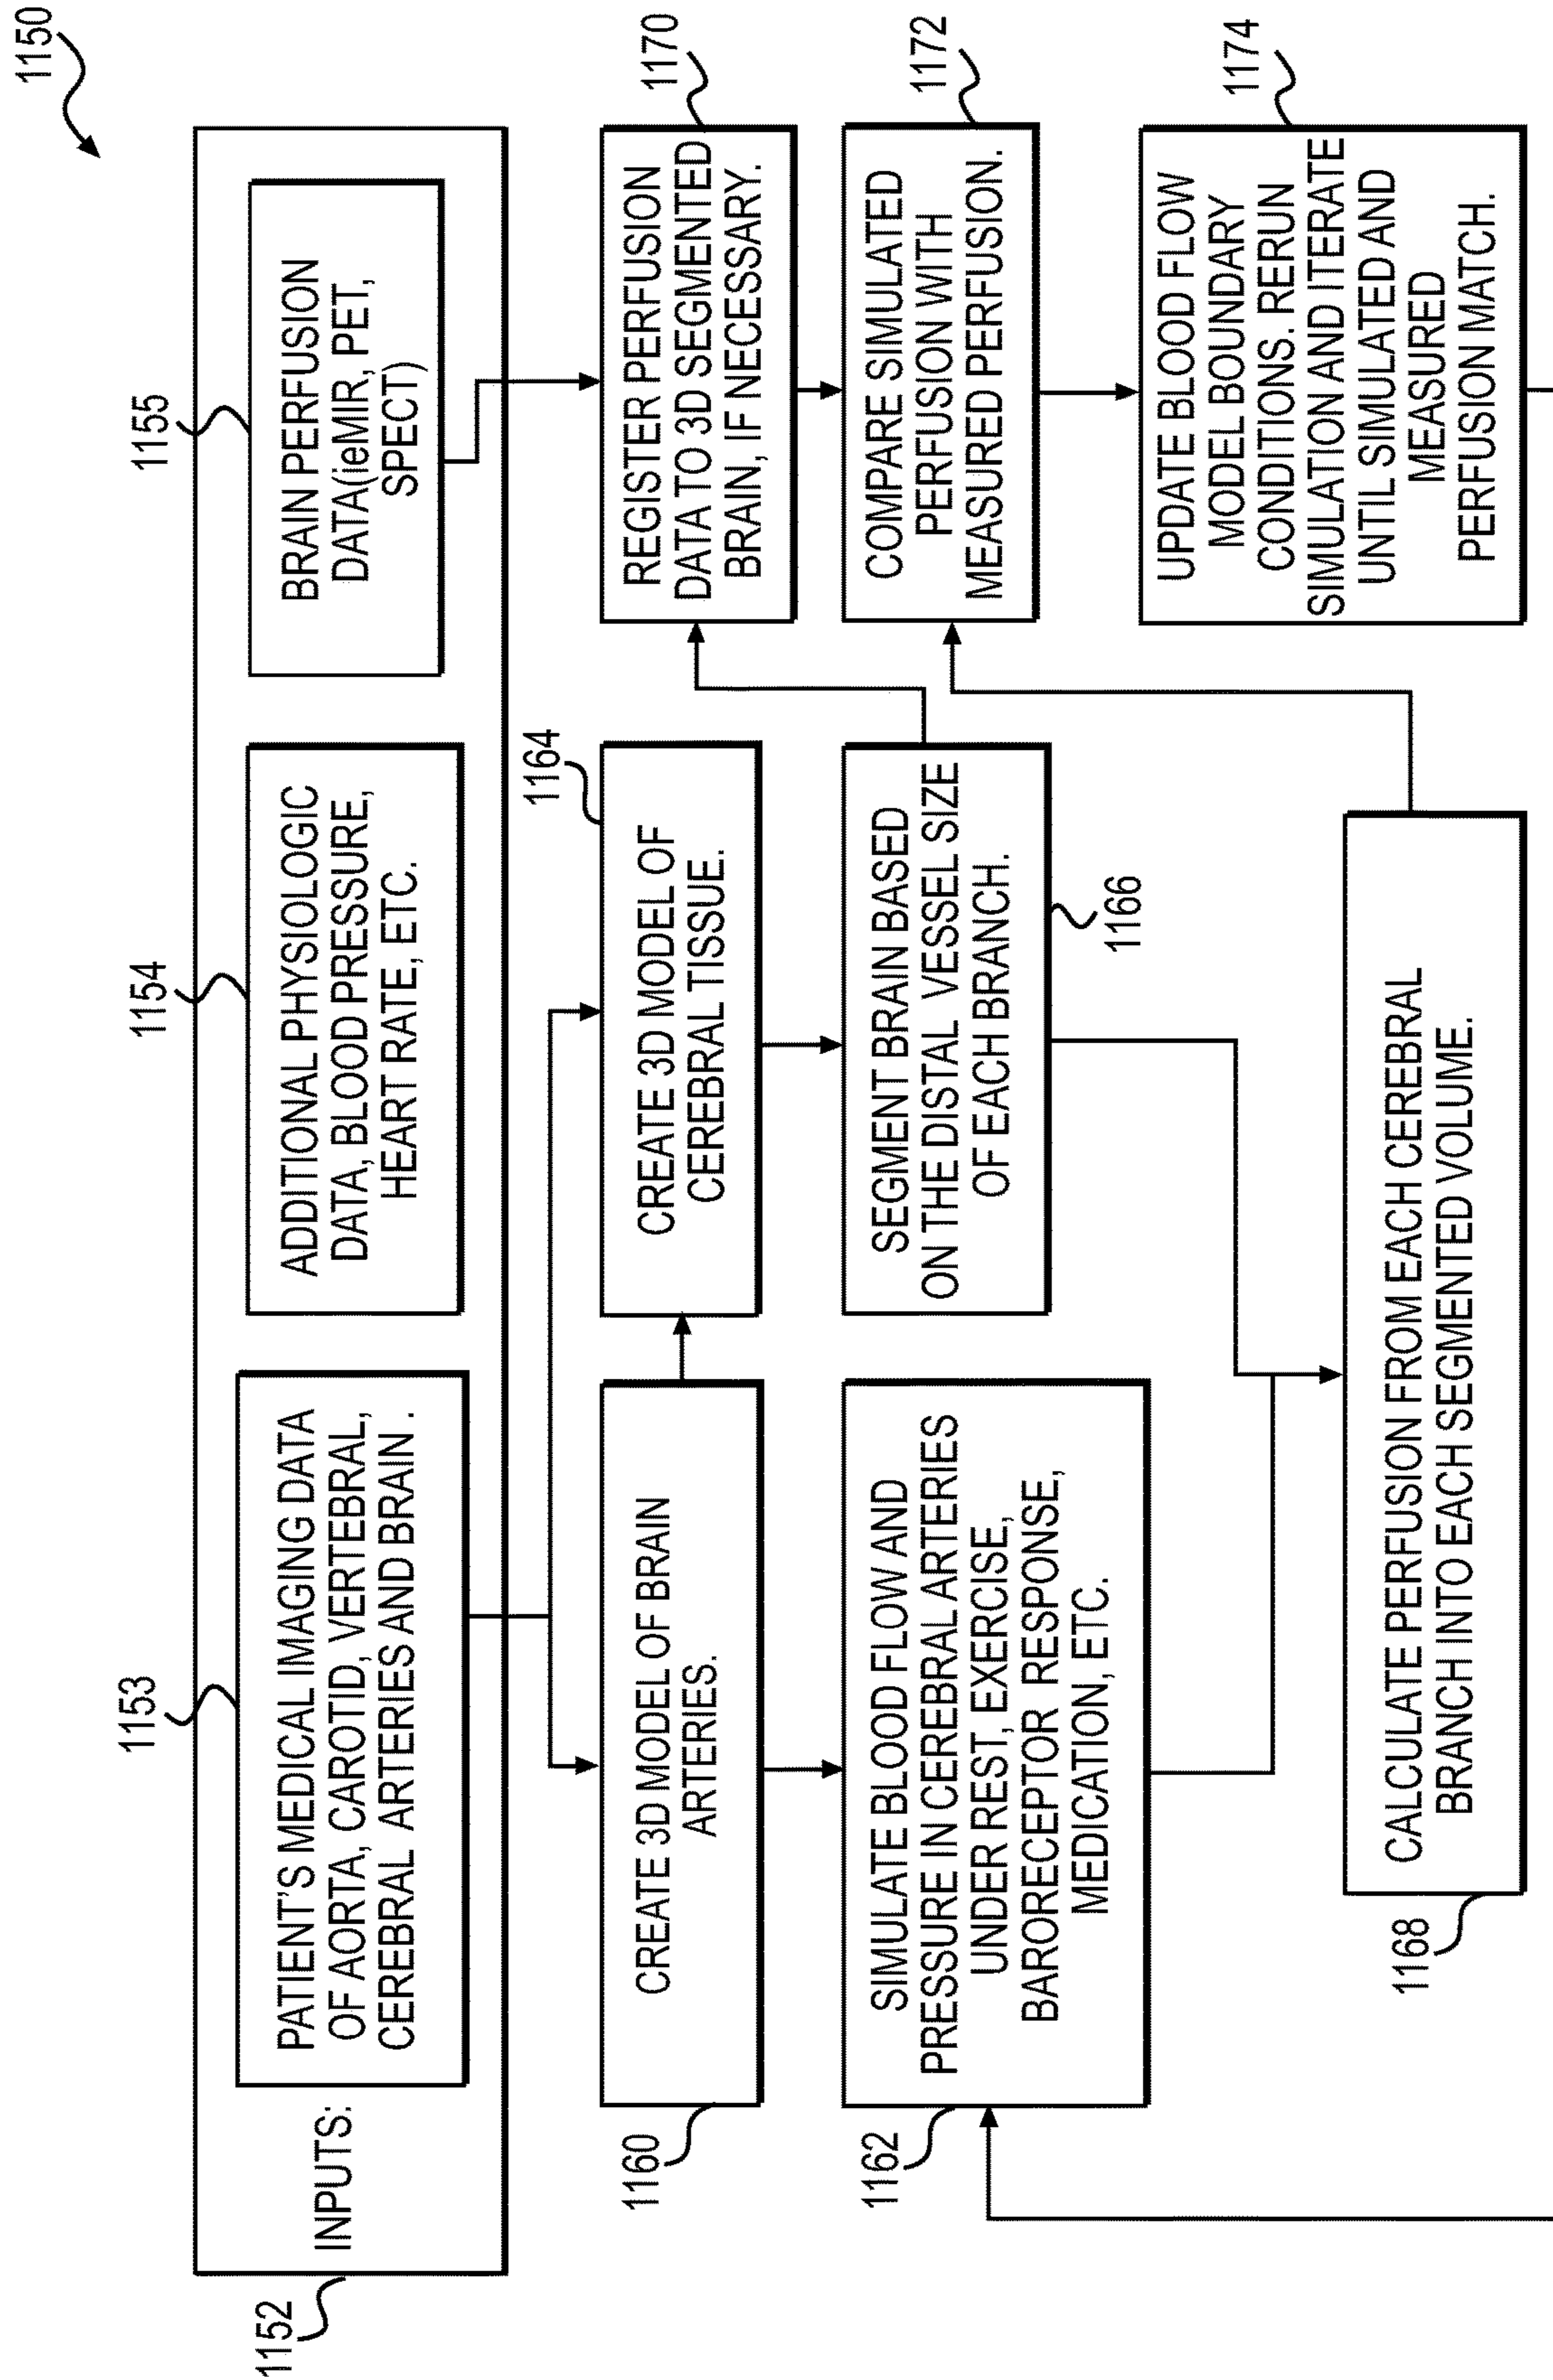 1150
1152
INPUTS:
1153
PATIENT'S MEDICAL IMAGING DATA
OF AORTA, CAROTID, VERTEBRAL,
CEREBRAL ARTERIES AND BRAIN .
1154
ADDITIONAL PHYSIOLOGIC
DATA, BLOOD PRESSURE,
HEART RATE, ETC.
1155
BRAIN PERFUSION
DATA(ieMIR, PET,
SPECT)
1160
CREATE 3D MODEL OF BRAIN
ARTERIES.
1164
CREATE 3D MODEL OF
CEREBRAL TISSUE.
1170
REGISTER PERFUSION
DATA TO 3D SEGMENTED
BRAIN, IF NECESSARY.
1162
SIMULATE BLOOD FLOW AND
PRESSURE IN CEREBRAL ARTERIES
UNDER REST, EXERCISE,
BARORECEPTOR RESPONSE,
MEDICATION, ETC.
SEGMENT BRAIN BASED
ON THE DISTAL VESSEL SIZE
OF EACH BRANCH.
1166
1172
COMPARE SIMULATED
PERFUSION WITH
MEASURED PERFUSION.
1168
CALCULATE PERFUSION FROM EACH CEREBRAL
BRANCH INTO EACH SEGMENTED VOLUME.
1174
UPDATE BLOOD FLOW
MODEL BOUNDARY
CONDITIONS. RERUN
SIMULATION AND ITERATE
UNTIL SIMULATED AND
MEASURED
PERFUSION MATCH.